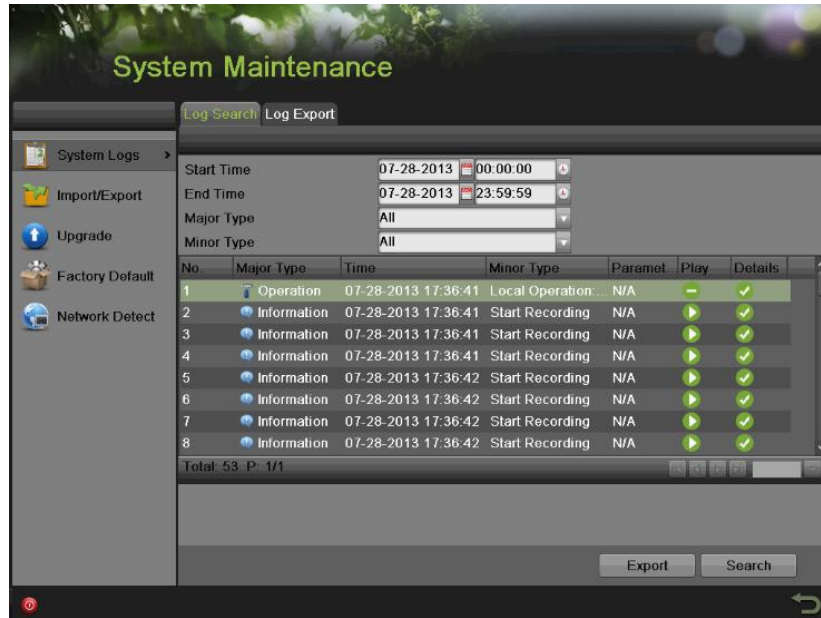 System Maintenance
Log Search Log Export
System Logs >
Import/Export
Upgrade
Factory Default
Network Detect
Start Time 07-28-2013 00:00:00
End Time 07-28-2013 23:59:59
Major Type All
Minor Type All
No. Major Type Time Minor Type Paramet. Play Details
1 Operation 07-28-2013 17:36:41 Local Operation:... N/A
2 Information 07-28-2013 17:36:41 Start Recording N/A
3 Information 07-28-2013 17:36:41 Start Recording N/A
4 Information 07-28-2013 17:36:41 Start Recording N/A
5 Information 07-28-2013 17:36:42 Start Recording N/A
6 Information 07-28-2013 17:36:42 Start Recording N/A
7 Information 07-28-2013 17:36:42 Start Recording N/A
8 Information 07-28-2013 17:36:42 Start Recording N/A
Total: 53 P: 1/1
Export Search